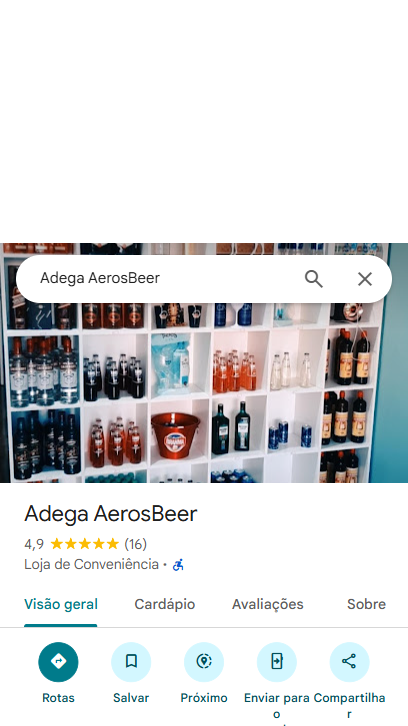 Adega AerosBeer
Adega AerosBeer
4,9 ★★★★★ (16)
Loja de Conveniência •
Visão geral Cardápio Avaliações Sobre
Rotas Salvar Próximo Enviar para Compartilha
o r